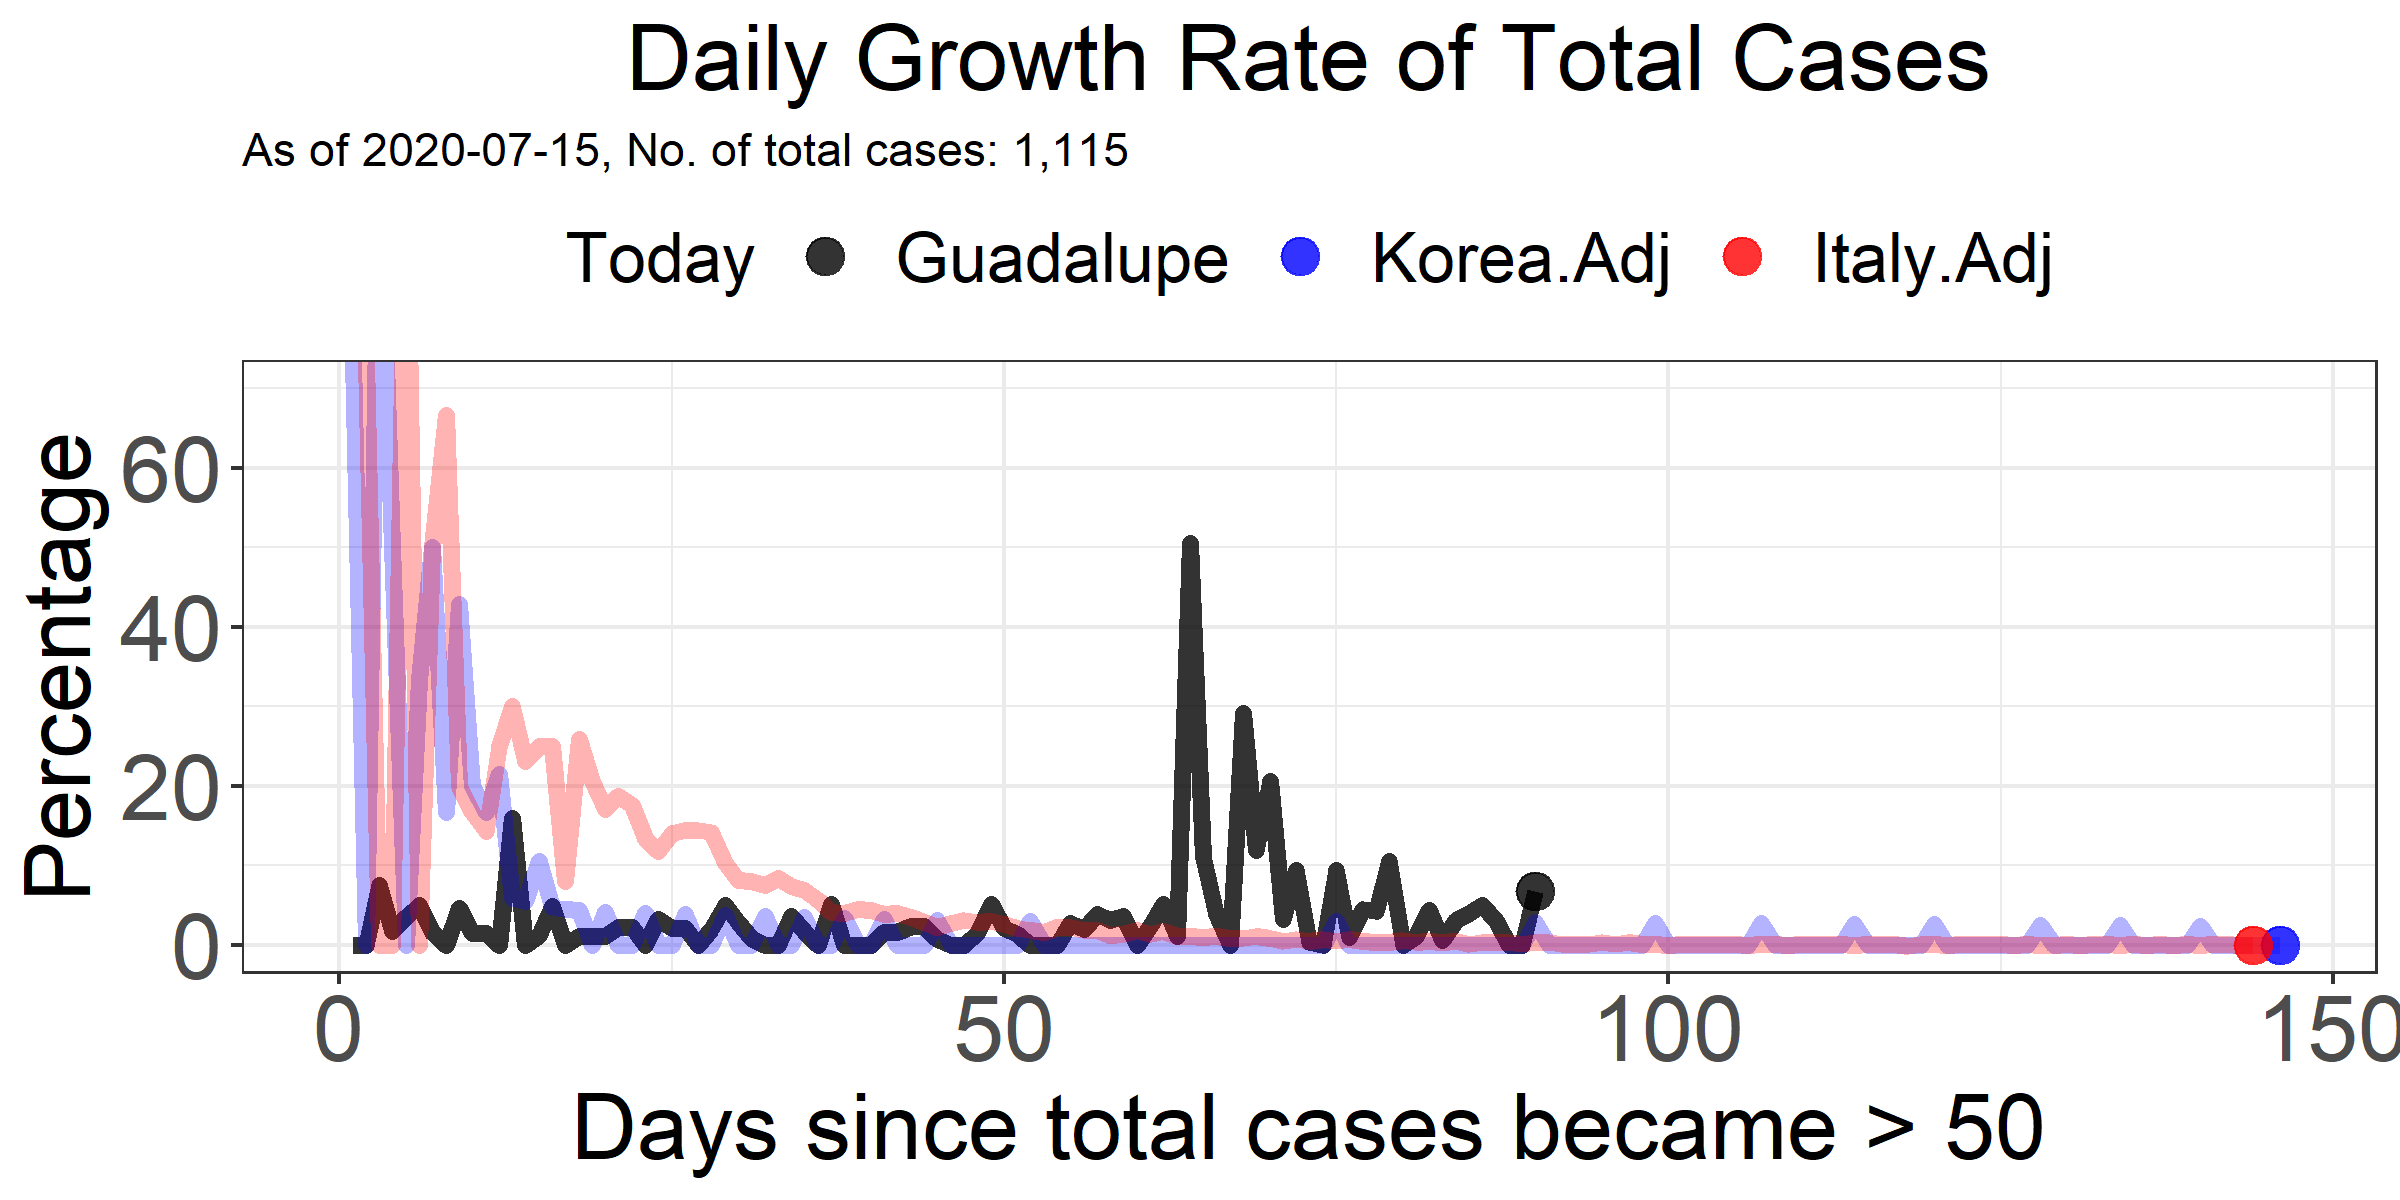 Daily Growth Rate of Total Cases
As of 2020-07-15, No. of total cases: 1,115
Today Guadalupe Korea.Adj Italy.Adj
Percentage
60
40
20
0
0 50 100 150
Days since total cases became > 50